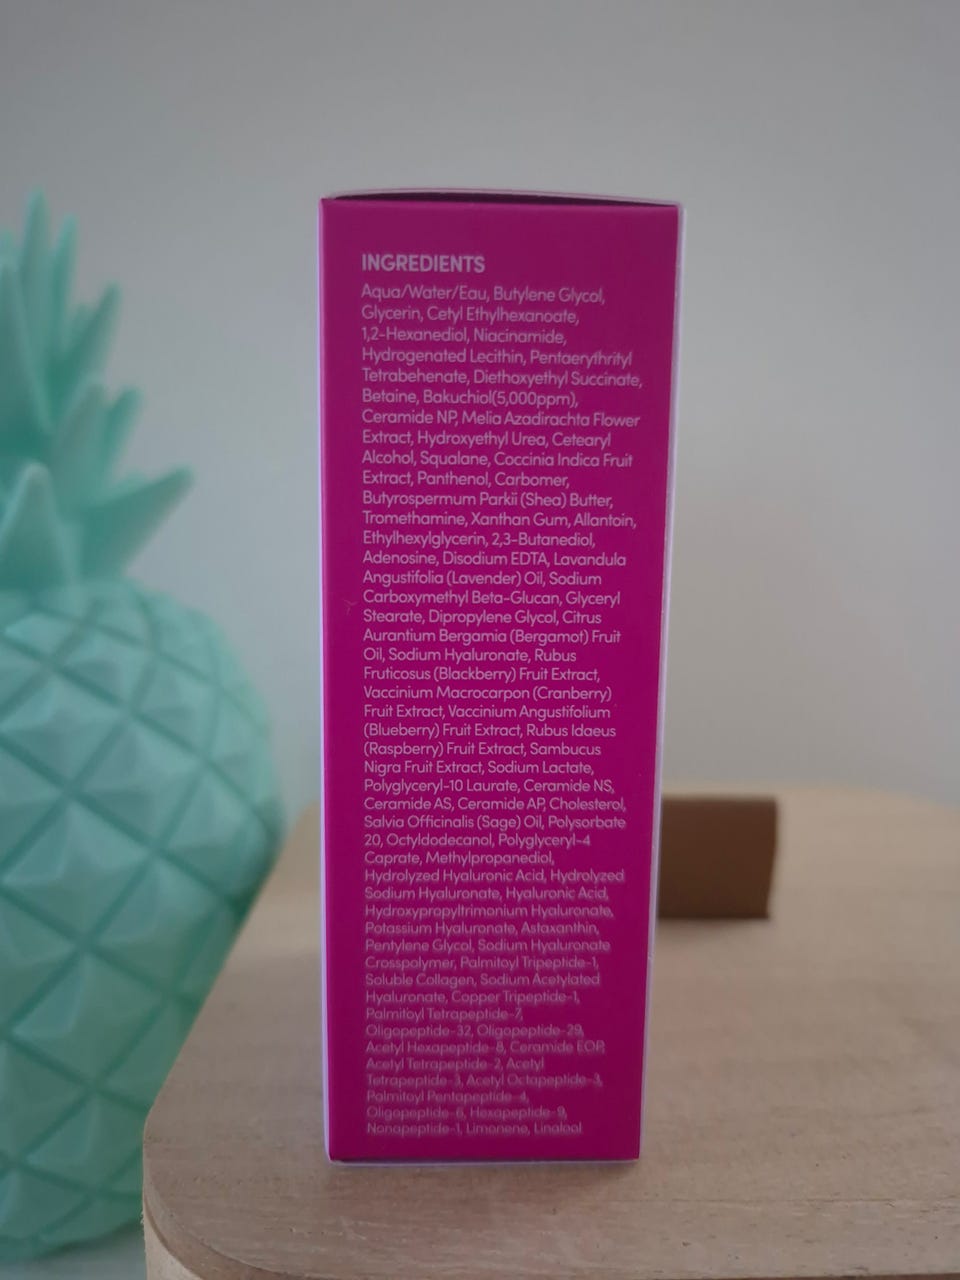 INGREDIENTS
Aqua/Water/Eau, Butylene Glycol,
Glycerin, Cetyl Ethylhexanoate,
1,2-Hexanediol, Niacinamide,
Hydrogenated Lecithin, Pentaerythrityl
Tetrabehenate, Diethoxyethyl Succinate,
Betaine, Bakuchiol(5,000ppm),
Ceramide NP, Melia Azadirachta Flower
Extract, Hydroxyethyl Urea, Cetearyl
Alcohol, Squalane, Coccinia Indica Fruit
Extract, Panthenol, Carbomer,
Butyrospermum Parkii (Shea) Butter,
Tromethamine, Xanthan Gum, Allantoin,
Ethylhexylglycerin, 2,3-Butanediol,
Adenosine, Disodium EDTA, Lavandula
Angustifolia (Lavender) Oil, Sodium
Carboxymethyl Beta-Glucan, Glyceryl
Stearate, Dipropylene Glycol, Citrus
Aurantium Bergamia (Bergamot) Fruit
Oil, Sodium Hyaluronate, Rubus
Fruticosus (Blackberry) Fruit Extract,
Vaccinium Macrocarpon (Cranberry)
Fruit Extract, Vaccinium Angustifolium
(Blueberry) Fruit Extract, Rubus Idaeus
(Raspberry) Fruit Extract, Sambucus
Nigra Fruit Extract, Sodium Lactate,
Polyglyceryl-10 Laurate, Ceramide NS,
Ceramide AS, Ceramide AP, Cholesterol,
Salvia Officinalis (Sage) Oil, Polysorbate
20, Octyldodecanol, Polyglyceryl-4
Caprate, Methylpropanediol,
Hydrolyzed Hyaluronic Acid, Hydrolyzed
Sodium Hyaluronate, Hyaluronic Acid,
Hydroxypropyltrimonium Hyaluronate,
Potassium Hyaluronate, Astaxanthin,
Pentylene Glycol, Sodium Hyaluronate
Crosspolymer, Palmitoyl Tripeptide-1,
Soluble Collagen, Sodium Acetylated
Hyaluronate, Copper Tripeptide-1,
Palmitoyl Tetrapeptide-7,
Oligopeptide-32, Oligopeptide-29,
Acetyl Hexapeptide-8, Ceramide EOP,
Acetyl Tetrapeptide-2, Acetyl
Tetrapeptide-3, Acetyl Octapeptide-3,
Palmitoyl Pentapeptide-4,
Oligopeptide-6, Hexapeptide-9,
Nonapeptide-1, Limonene, Linalool